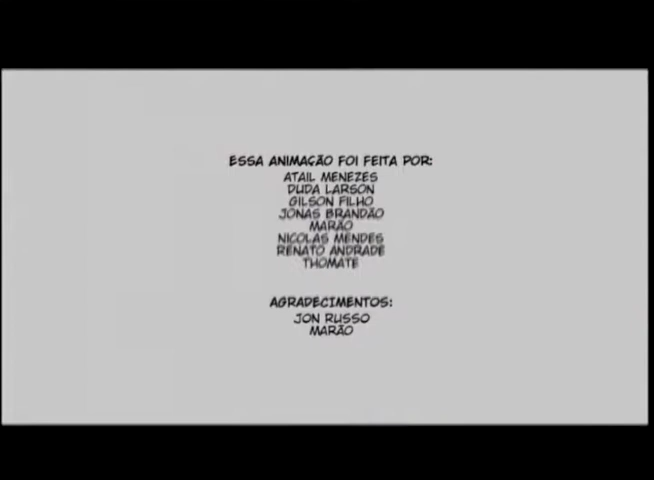 ESSA ANIMAÇÃO FOI FEITA POR:
ATAIL MENEZES
DUDA LARSON
GILSON FILHO
JONAS BRANDÃO
MARÃO
NICOLAS MENDES
RENATO ANDRADE
THOMATE
AGRADECIMENTOS:
JON RUSSO
MARÃO